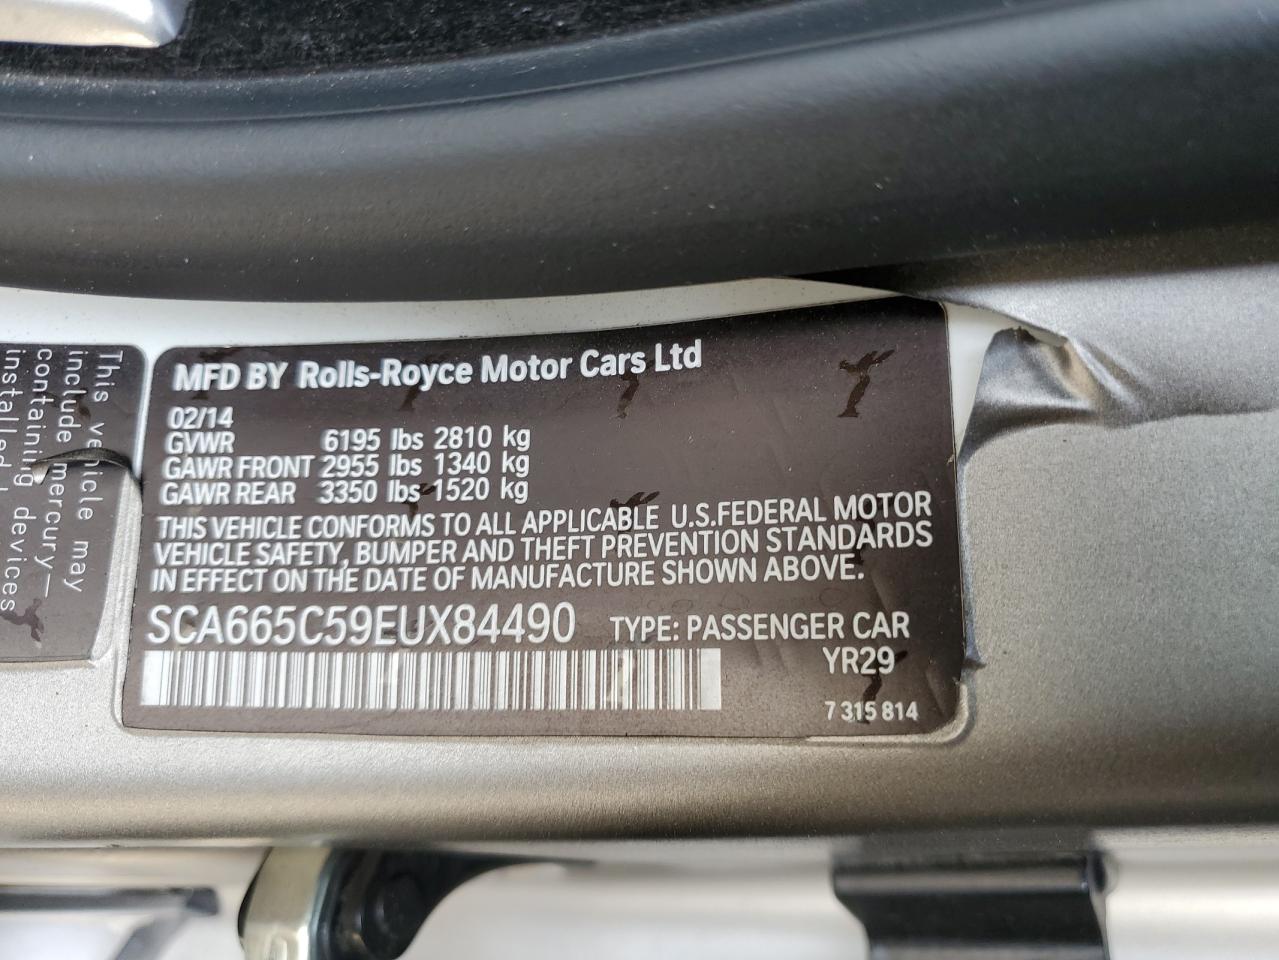 This vehicle may
include mercury-
containing devices
installed
MFD BY Rolls-Royce Motor Cars Ltd
02/14
GVWR 6195 lbs 2810 kg
GAWR FRONT 2955 lbs 1340 kg
GAWR REAR 3350 lbs 1520 kg
THIS VEHICLE CONFORMS TO ALL APPLICABLE U.S.FEDERAL MOTOR
VEHICLE SAFETY, BUMPER AND THEFT PREVENTION STANDARDS
IN EFFECT ON THE DATE OF MANUFACTURE SHOWN ABOVE.
SCA665C59EUX84490 TYPE: PASSENGER CAR
YR29
7 315 814